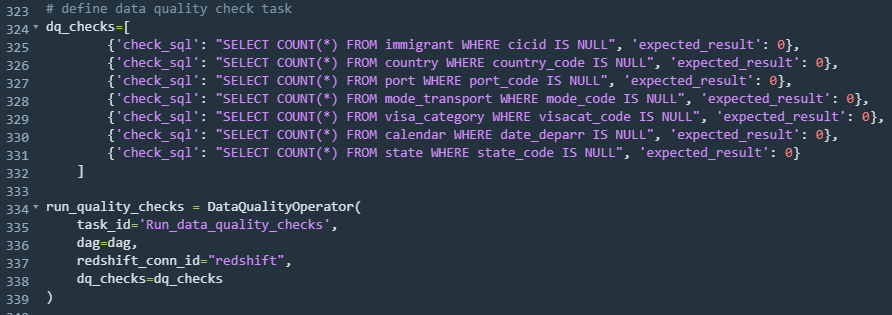 323 # define data quality check task
324 dq_checks=[
325         {'check_sql': "SELECT COUNT(*) FROM immigrant WHERE cicid IS NULL", 'expected_result': 0},
326         {'check_sql': "SELECT COUNT(*) FROM country WHERE country_code IS NULL", 'expected_result': 0},
327         {'check_sql': "SELECT COUNT(*) FROM port WHERE port_code IS NULL", 'expected_result': 0},
328         {'check_sql': "SELECT COUNT(*) FROM mode_transport WHERE mode_code IS NULL", 'expected_result': 0},
329         {'check_sql': "SELECT COUNT(*) FROM visa_category WHERE visacat_code IS NULL", 'expected_result': 0},
330         {'check_sql': "SELECT COUNT(*) FROM calendar WHERE date_deparr IS NULL", 'expected_result': 0},
331         {'check_sql': "SELECT COUNT(*) FROM state WHERE state_code IS NULL", 'expected_result': 0}
332     ]
333
334 run_quality_checks = DataQualityOperator(
335     task_id='Run_data_quality_checks',
336     dag=dag,
337     redshift_conn_id="redshift",
338     dq_checks=dq_checks
339 )